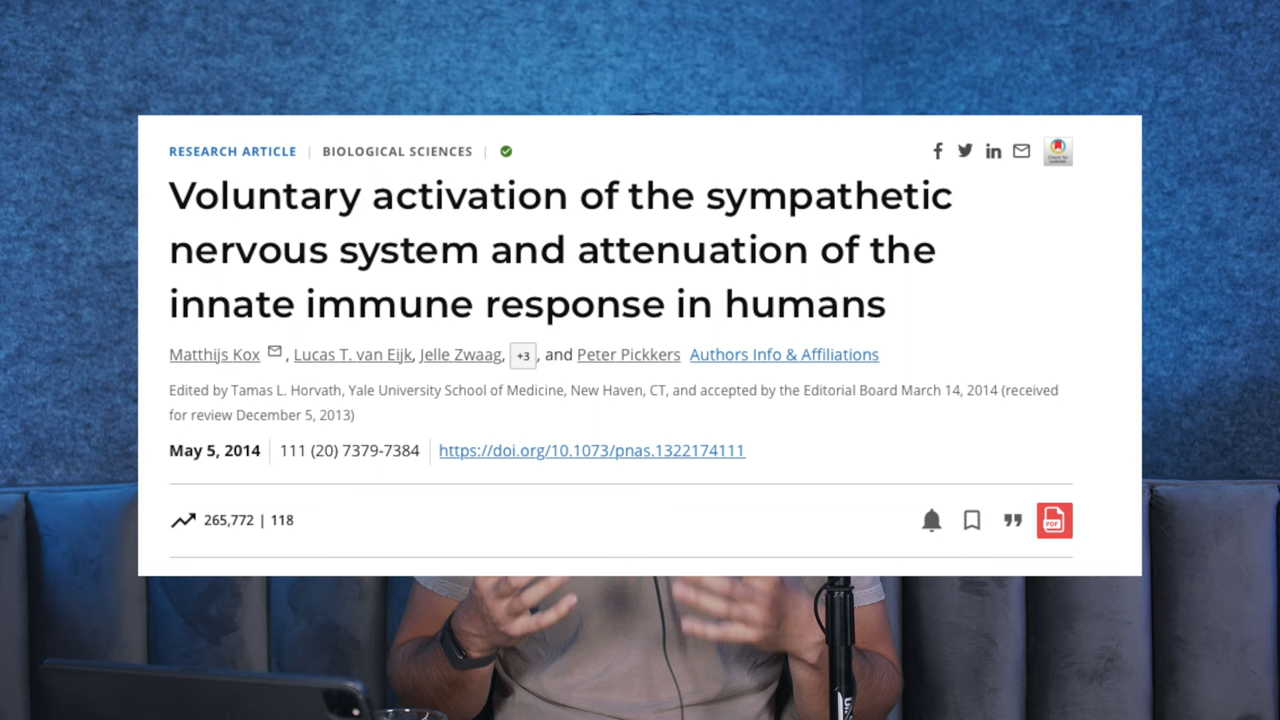 RESEARCH ARTICLE | BIOLOGICAL SCIENCES |
Check for updates
Voluntary activation of the sympathetic
nervous system and attenuation of the
innate immune response in humans
Matthijs Kox, Lucas T. van Eijk, Jelle Zwaag, +3, and Peter Pickkers Authors Info & Affiliations
Edited by Tamas L. Horvath, Yale University School of Medicine, New Haven, CT, and accepted by the Editorial Board March 14, 2014 (received
for review December 5, 2013)
May 5, 2014 111 (20) 7379-7384 https://doi.org/10.1073/pnas.1322174111
265,772 | 118
PDF